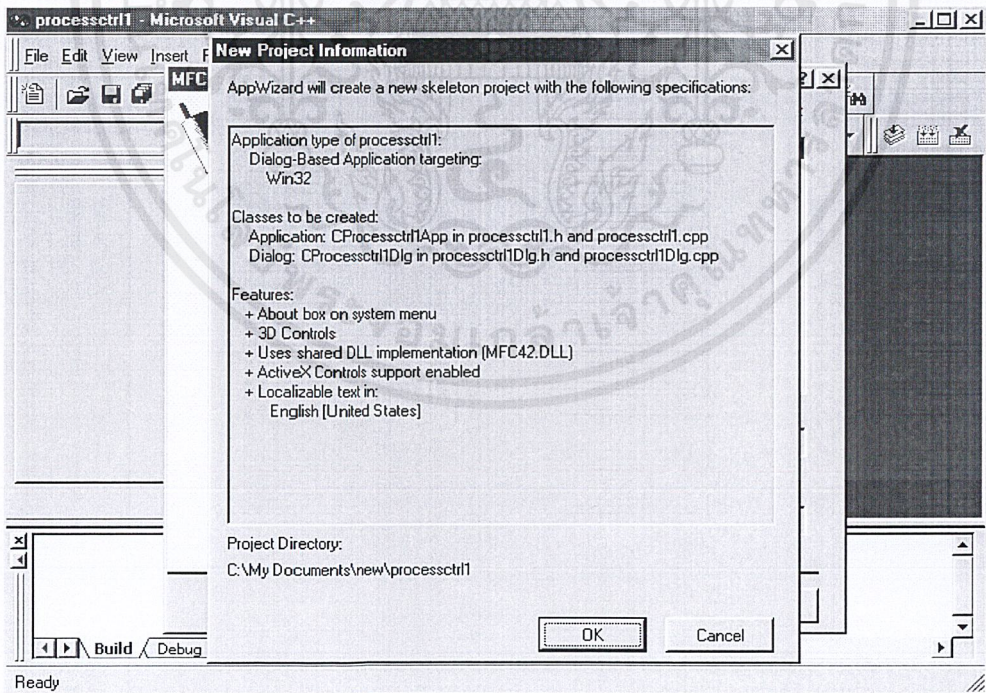 processctrl1 - Microsoft Visual C++
File Edit View Insert
New Project Information
MFC
AppWizard will create a new skeleton project with the following specifications:
Application type of processctrl1:
Dialog-Based Application targeting:
Win32
Classes to be created:
Application: CProcessctrl1App in processctrl1.h and processctrl1.cpp
Dialog: CProcessctrl1Dlg in processctrl1Dlg.h and processctrl1Dlg.cpp
Features:
+ About box on system menu
+ 3D Controls
+ Uses shared DLL implementation (MFC42.DLL)
+ ActiveX Controls support enabled
+ Localizable text in:
English [United States]
Project Directory:
C:\My Documents\new\processctrl1
OK Cancel
Build Debug
Ready